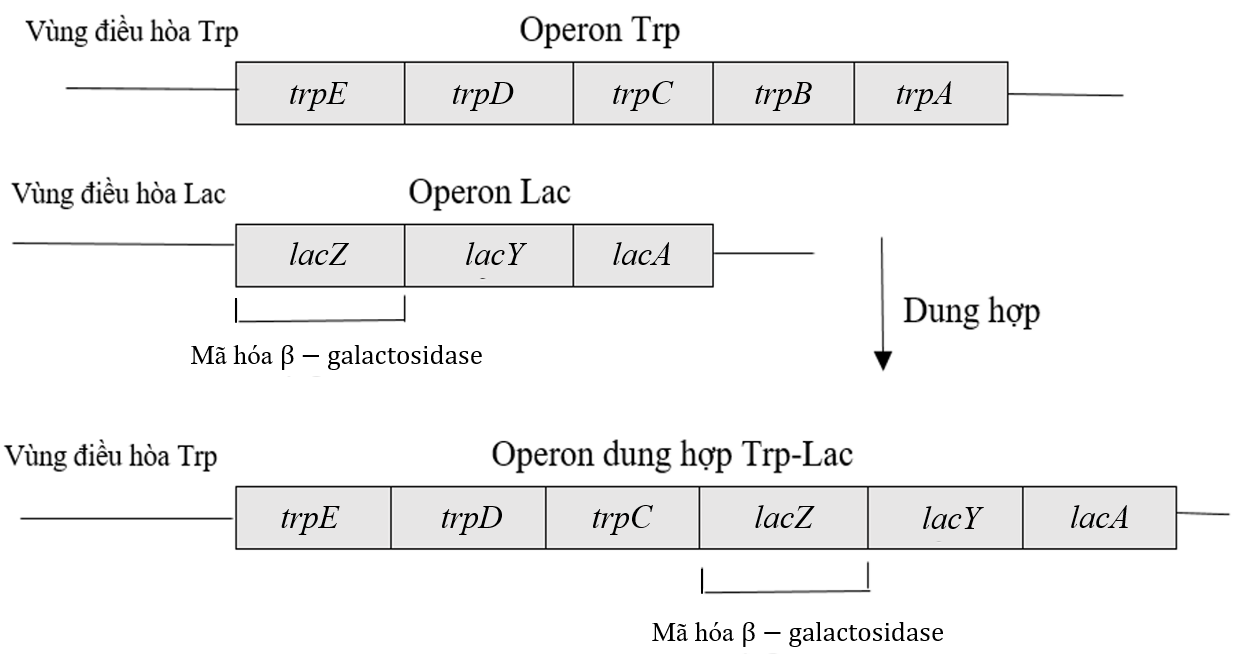 Vùng điều hòa Trp
Operon Trp
trpE trpD trpC trpB trpA
Vùng điều hòa Lac
Operon Lac
lacZ lacY lacA
Dung hợp
Mã hóa β − galactosidase
Vùng điều hòa Trp
Operon dung hợp Trp-Lac
trpE trpD trpC lacZ lacY lacA
Mã hóa β − galactosidase